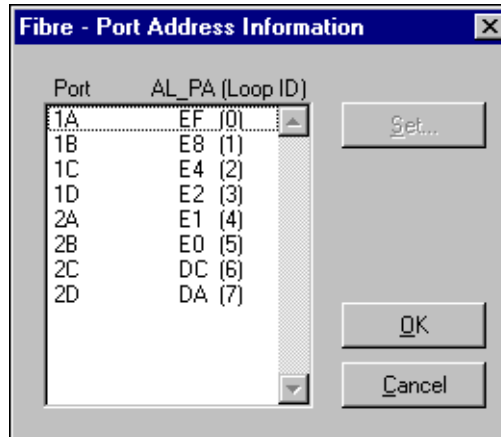 Fibre - Port Address Information
Port AL_PA (Loop ID)
1A EF (0)
1B E8 (1)
1C E4 (2)
1D E2 (3)
2A E1 (4)
2B E0 (5)
2C DC (6)
2D DA (7)
Set...
OK
Cancel